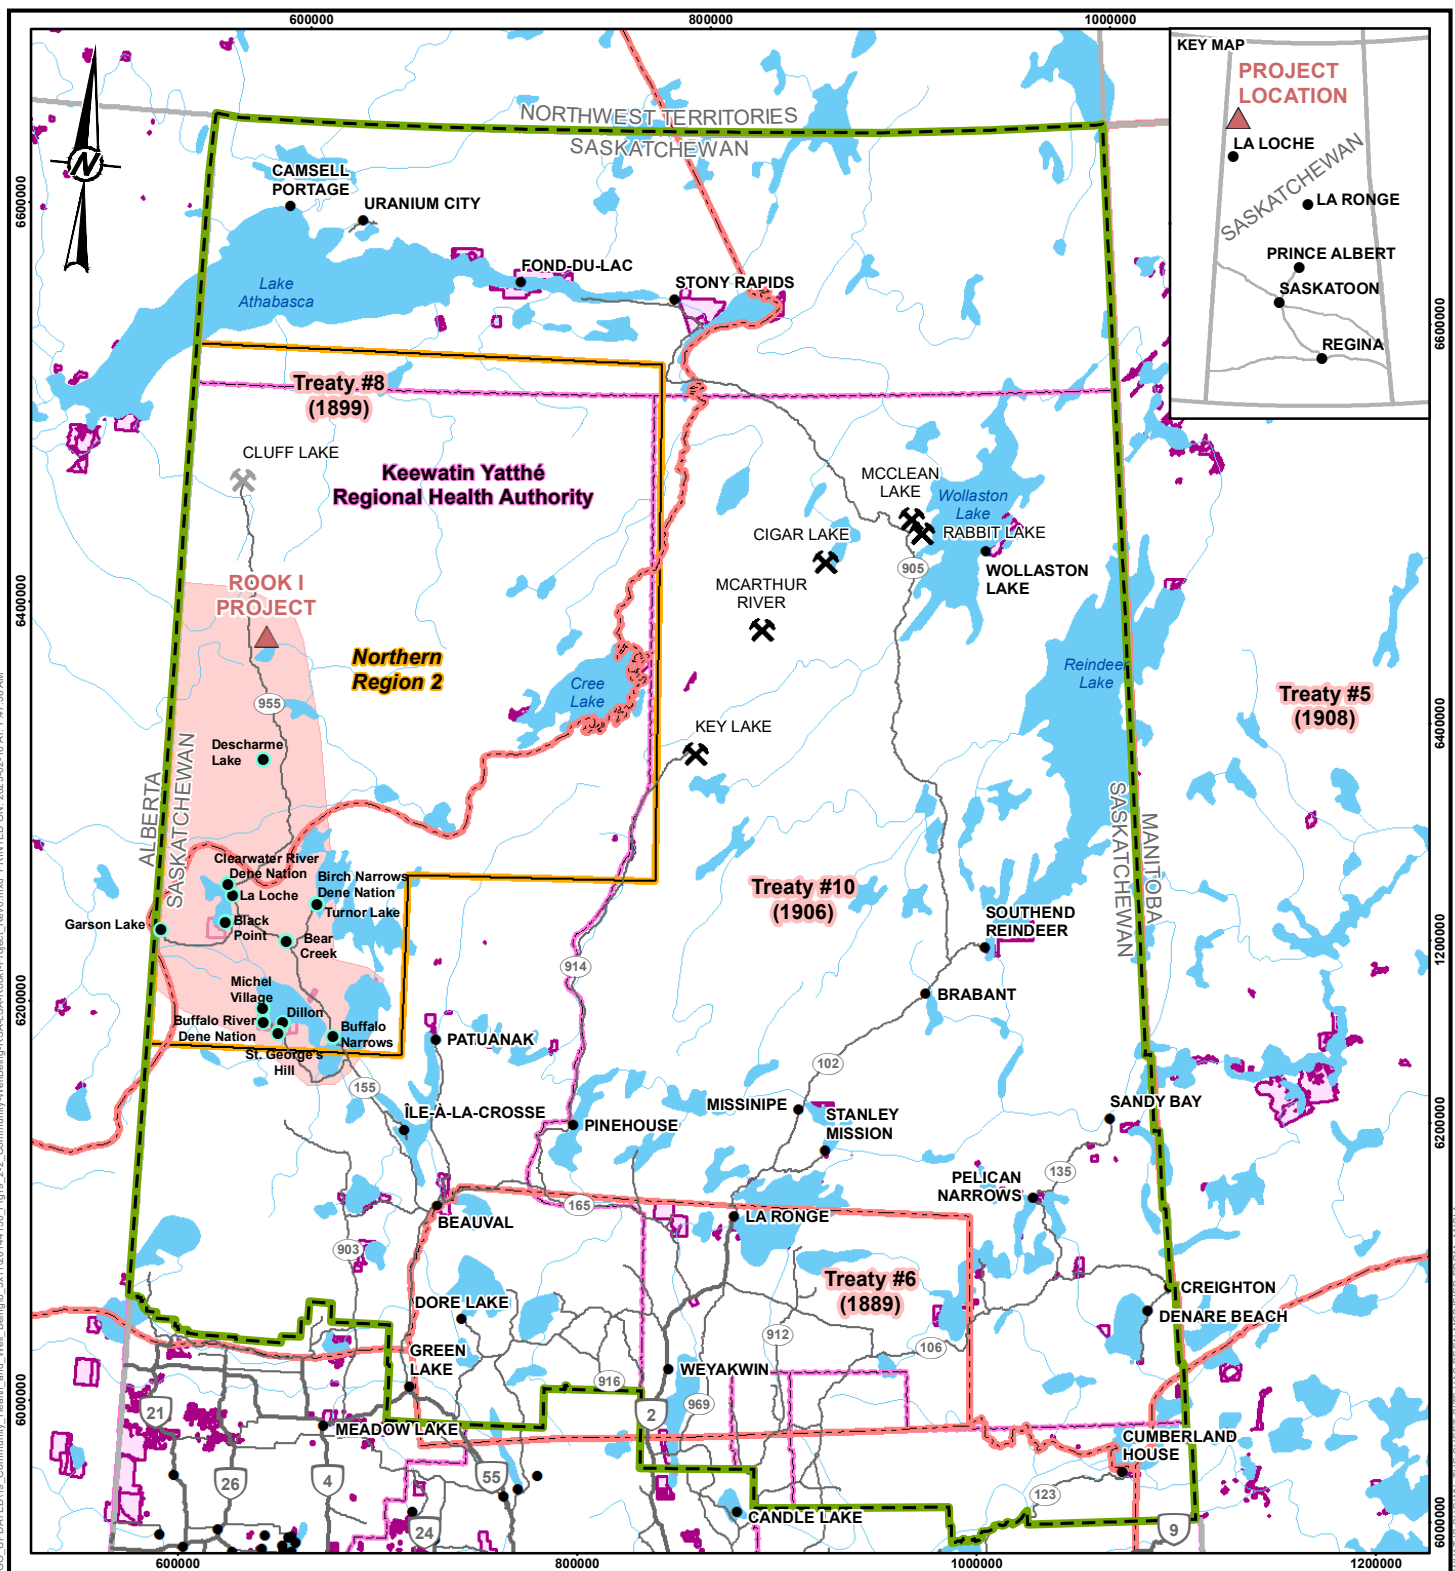 600000
800000
1000000
KEY MAP
PROJECT
LOCATION
LA LOCHE
SASKATCHEWAN
LA RONGE
PRINCE ALBERT
SASKATOON
REGINA
N
NORTHWEST TERRITORIES
SASKATCHEWAN
CAMSELL
PORTAGE
URANIUM CITY
6600000
FOND-DU-LAC
STONY RAPIDS
Lake
Athabasca
6600000
Treaty #8
(1899)
CLUFF LAKE
Keewatin Yatthé
Regional Health Authority
MCCLEAN
LAKE
Wollaston
Lake
RABBIT LAKE
CIGAR LAKE
905
WOLLASTON
LAKE
MCARTHUR
RIVER
ROOK I
PROJECT
6400000
Northern
Region 2
Cree
Lake
Reindeer
Lake
Treaty #5
(1908)
6400000
955
KEY LAKE
Descharme
Lake
ALBERTA
SASKATCHEWAN
SASKATCHEWAN
MANITOBA
Clearwater River
Dene Nation
La Loche
Birch Narrows
Dene Nation
Turnor Lake
Treaty #10
(1906)
Garson Lake
Black
Point
Bear
Creek
SOUTHEND
REINDEER
1200000
914
BRABANT
6200000
Michel
Village
Dillon
Buffalo River
Dene Nation
Buffalo
Narrows
St. George's
Hill
PATUANAK
102
155
ÎLE-À-LA-CROSSE
PINEHOUSE
MISSINIPE
STANLEY
MISSION
SANDY BAY
6200000
135
PELICAN
NARROWS
165
BEAUVAL
LA RONGE
903
Treaty #6
(1889)
CREIGHTON
DENARE BEACH
DORE LAKE
912
106
GREEN
LAKE
WEYAKWIN
916
969
6000000
21
2
MEADOW LAKE
CUMBERLAND
HOUSE
26
4
55
123
CANDLE LAKE
24
9
6000000
600000
800000
1000000
1200000